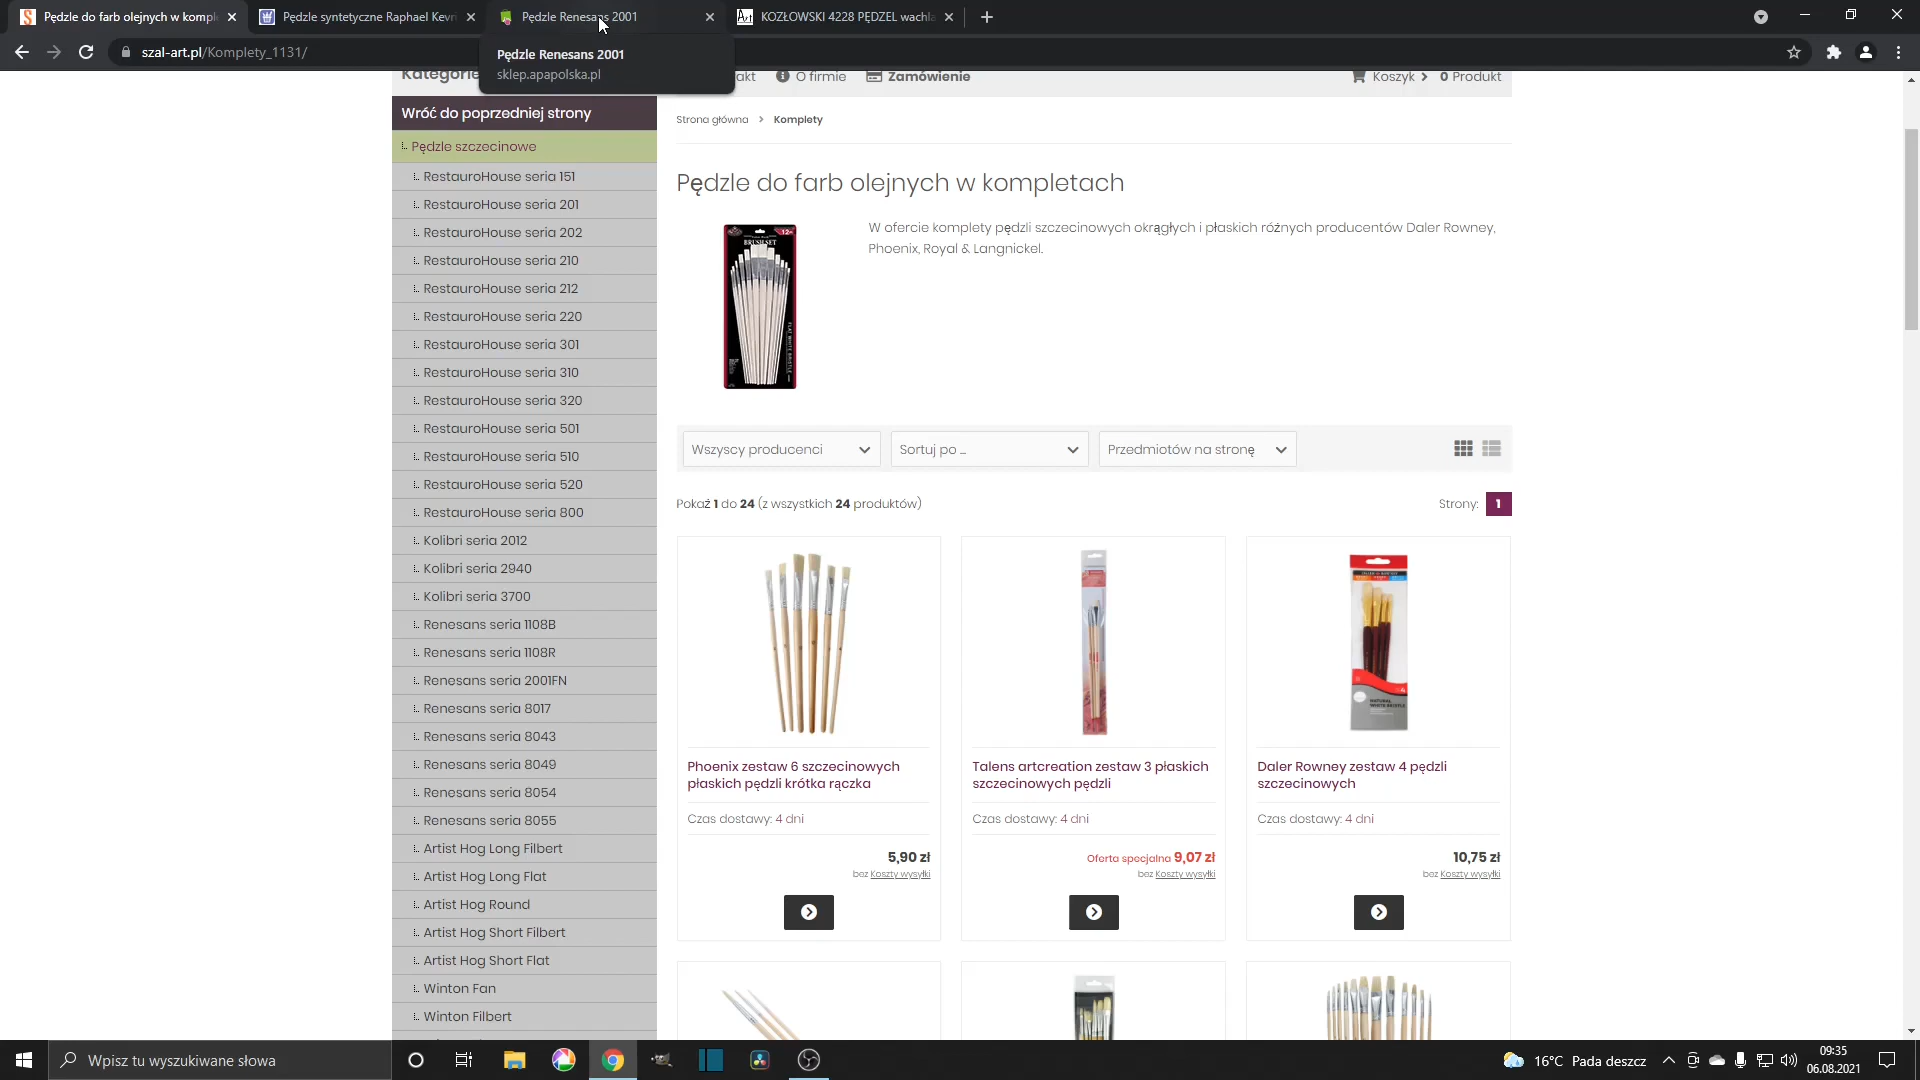 Pędzle do farb olejnych w kompl
Pędzle syntetyczne Raphael Kevr
Pędzle Renesans 2001
KOZŁOWSKI 4228 PĘDZEL wachla
szal-art.pl/Komplety_1131/
Pędzle Renesans 2001
sklep.apapolska.pl
Kategorie
akt
O firmie
Zamówienie
Koszyk
0 Produkt
Wróć do poprzedniej strony
Strona główna > Komplety
Pędzle szczecinowe
RestauroHouse seria 151
RestauroHouse seria 201
RestauroHouse seria 202
RestauroHouse seria 210
RestauroHouse seria 212
RestauroHouse seria 220
RestauroHouse seria 301
RestauroHouse seria 310
RestauroHouse seria 320
RestauroHouse seria 501
RestauroHouse seria 510
RestauroHouse seria 520
RestauroHouse seria 800
Kolibri seria 2012
Kolibri seria 2940
Kolibri seria 3700
Renesans seria 1108B
Renesans seria 1108R
Renesans seria 2001FN
Renesans seria 8017
Renesans seria 8043
Renesans seria 8049
Renesans seria 8054
Renesans seria 8055
Artist Hog Long Filbert
Artist Hog Long Flat
Artist Hog Round
Artist Hog Short Filbert
Artist Hog Short Flat
Winton Fan
Winton Filbert
Pędzle do farb olejnych w kompletach
BRUSH SET
W ofercie komplety pędzli szczecinowych okrągłych i płaskich różnych producentów Daler Rowney,
Phoenix, Royal & Langnickel.
Wszyscy producenci
Sortuj po ...
Przedmiotów na stronę
Pokaż 1 do 24 (z wszystkich 24 produktów)
Strony: 1
Phoenix zestaw 6 szczecinowych
płaskich pędzli krótka rączka
Czas dostawy: 4 dni
5,90 zł
bez Koszty wysyłki
Talens artcreation zestaw 3 płaskich
szczecinowych pędzli
Czas dostawy: 4 dni
Oferta specjalna 9,07 zł
bez Koszty wysyłki
Daler Rowney zestaw 4 pędzli
szczecinowych
Czas dostawy: 4 dni
10,75 zł
bez Koszty wysyłki
Wpisz tu wyszukiwane słowa
16°C Pada deszcz
09:35
06.08.2021